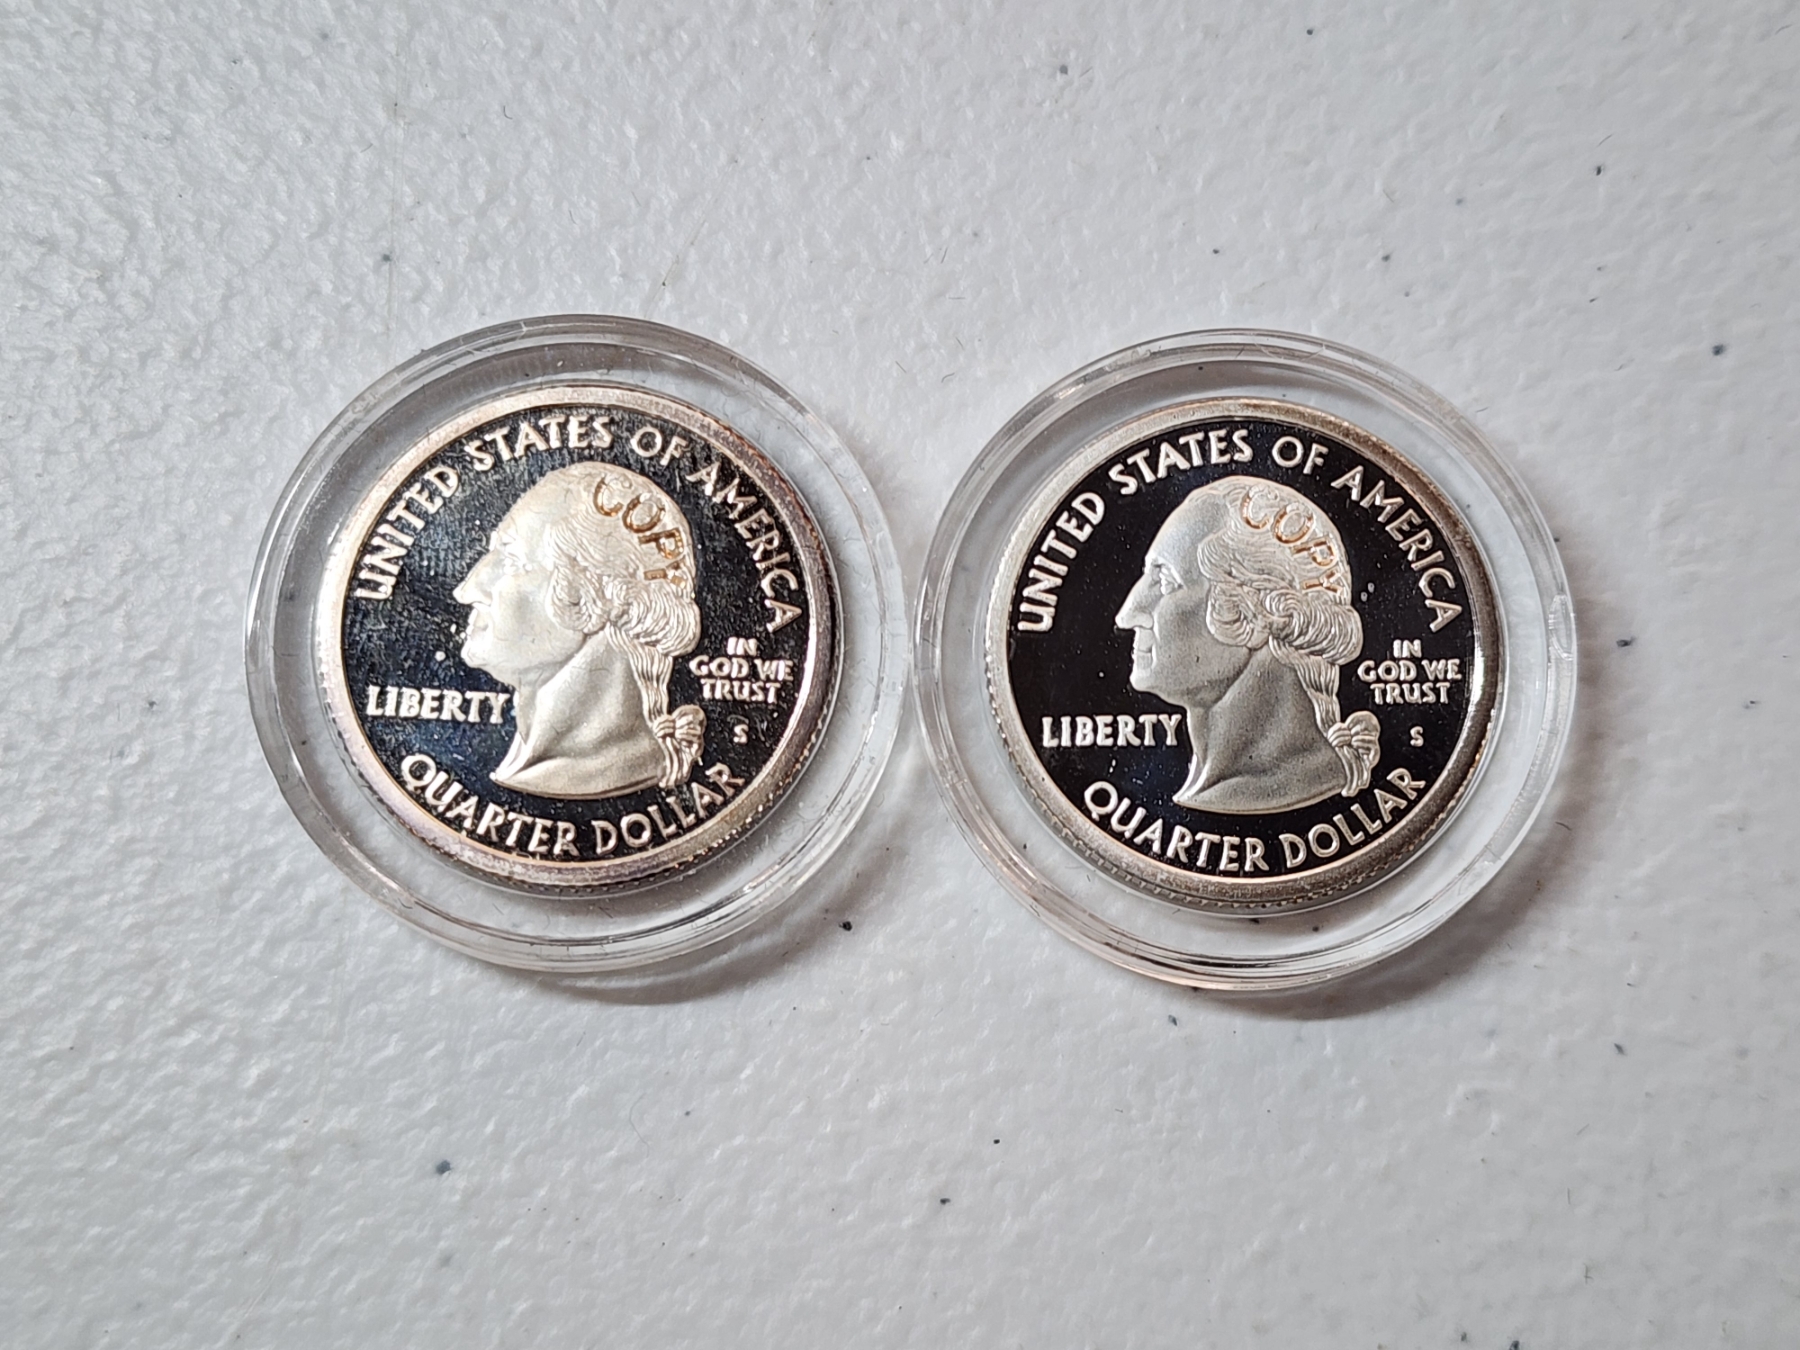 UNITED STATES OF AMERICA
COPY
IN
GOD WE
TRUST
LIBERTY
S
QUARTER DOLLAR
UNITED STATES OF AMERICA
COPY
IN
GOD WE
TRUST
LIBERTY
S
QUARTER DOLLAR